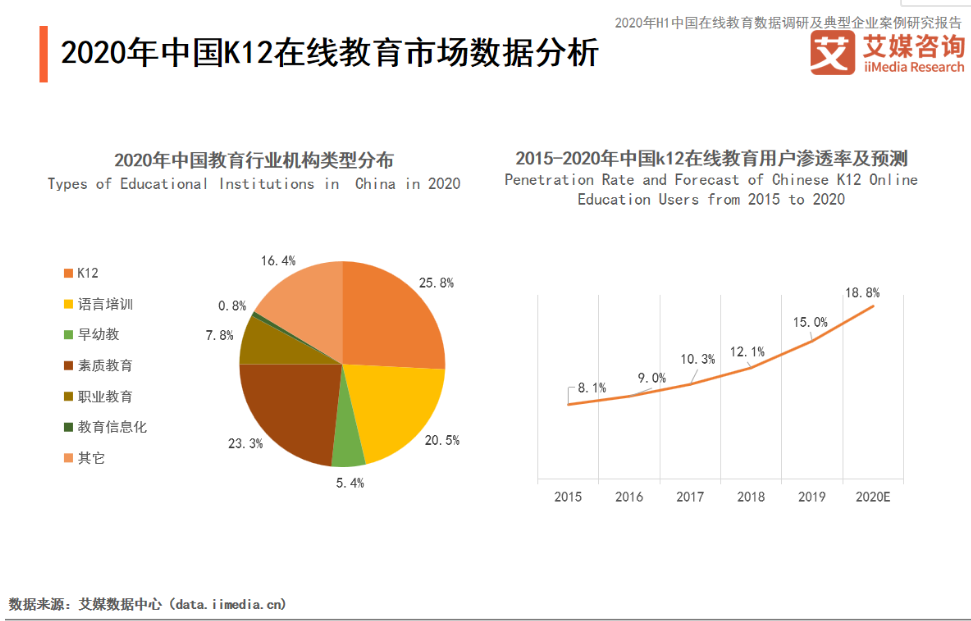 2020年H1中国在线教育数据调研及典型企业案例研究报告
2020年中国K12在线教育市场数据分析
艾 艾媒咨询
iiMedia Research
2020年中国教育行业机构类型分布
Types of Educational Institutions in China in 2020
K12
语言培训
早幼教
素质教育
职业教育
教育信息化
其它
16.4%
25.8%
0.8%
7.8%
23.3%
20.5%
5.4%
2015-2020年中国k12在线教育用户渗透率及预测
Penetration Rate and Forecast of Chinese K12 Online
Education Users from 2015 to 2020
8.1%
9.0%
10.3%
12.1%
15.0%
18.8%
2015 2016 2017 2018 2019 2020E
数据来源：艾媒数据中心（data.iimedia.cn）